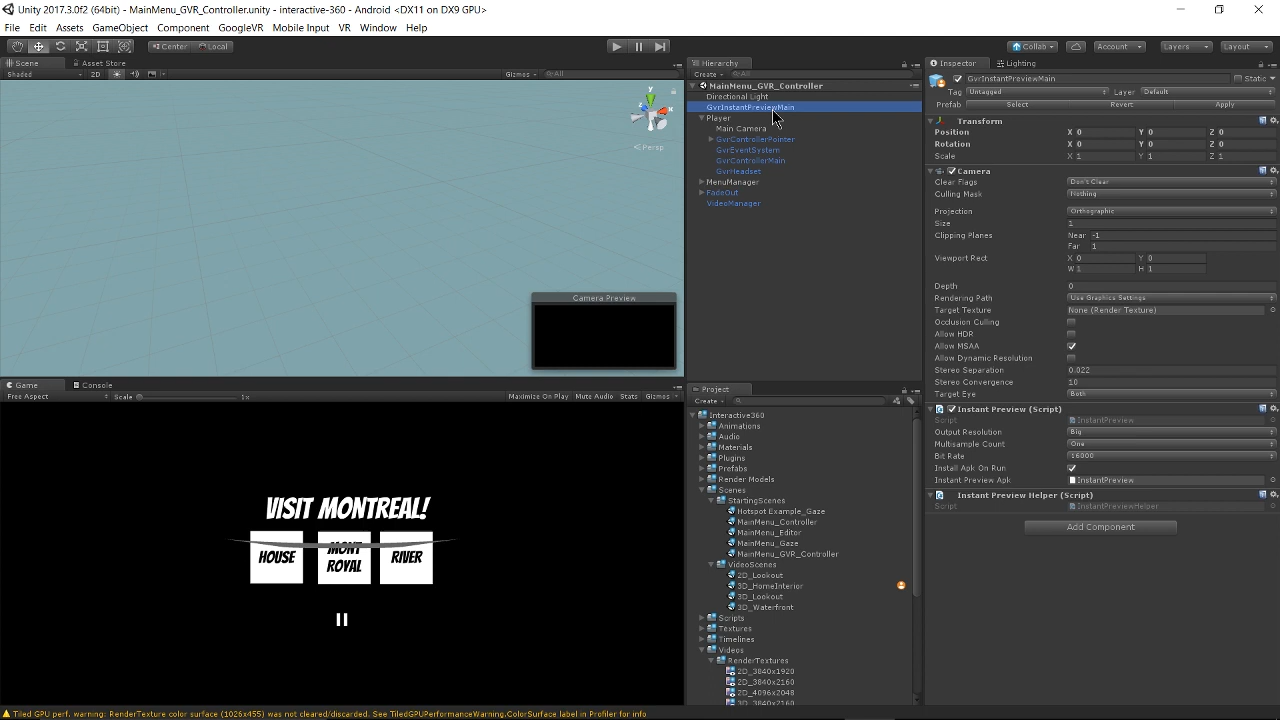 Unity 2017.3.0f2 (64bit) - MainMenu_GVR_Controller.unity - interactive-360 - Android <DX11 on DX9 GPU>
File Edit Assets GameObject Component GoogleVR Mobile Input VR Window Help
Center Local Collab Account Layers Layout
Scene Asset Store
Shaded 2D Gizmos All
Persp
Camera Preview
Game Console
Free Aspect Scale 1x Maximize On Play Mute Audio Stats Gizmos
VISIT MONTREAL!
HOUSE MONT ROYAL RIVER
Hierarchy
Create All
MainMenu_GVR_Controller
Directional Light
GvrInstantPreviewMain
Player
Main Camera
GvrControllerPointer
GvrEventSystem
GvrControllerMain
GvrHeadset
MenuManager
FadeOut
VideoManager
Project
Create
Interactive360
Animations
Audio
Materials
Plugins
Prefabs
Render Models
Scenes
StartingScenes
Hotspot Example_Gaze
MainMenu_Controller
MainMenu_Editor
MainMenu_Gaze
MainMenu_GVR_Controller
VideoScenes
2D_Lookout
3D_HomeInterior
3D_Lookout
3D_Waterfront
Scripts
Textures
Timelines
Videos
RenderTextures
2D_3840x1920
2D_3840x2160
2D_4096x2048
3D_3840x2160
Inspector Lighting
GvrInstantPreviewMain Static
Tag Untagged Layer Default
Prefab Select Revert Apply
Transform
Position X 0 Y 0 Z 0
Rotation X 0 Y 0 Z 0
Scale X 1 Y 1 Z 1
Camera
Clear Flags Don't Clear
Culling Mask Nothing
Projection Orthographic
Size 1
Clipping Planes Near -1
Far 1
Viewport Rect X 0 Y 0
W 1 H 1
Depth 0
Rendering Path Use Graphics Settings
Target Texture None (Render Texture)
Occlusion Culling
Allow HDR
Allow MSAA
Allow Dynamic Resolution
Stereo Separation 0.022
Stereo Convergence 10
Target Eye Both
Instant Preview (Script)
Script InstantPreview
Output Resolution Big
Multisample Count One
Bit Rate 16000
Install Apk On Run
Instant Preview Apk InstantPreview
Instant Preview Helper (Script)
Script InstantPreviewHelper
Add Component
Tiled GPU perf. warning: RenderTexture color surface (1026x455) was not cleared/discarded. See TiledGPUPerformanceWarning.ColorSurface label in Profiler for info